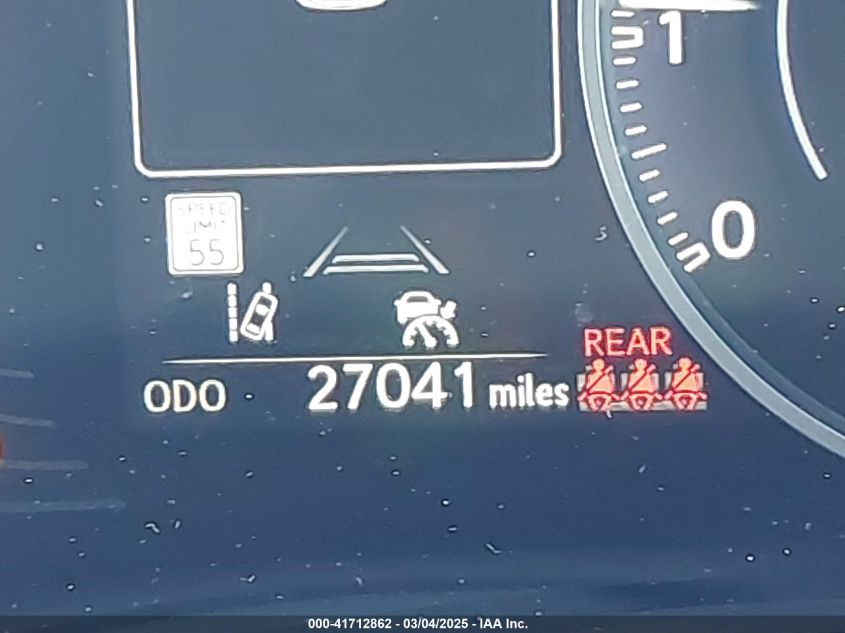 1
SPEED
LIMIT
55
0
REAR
ODO 27041 miles
000-41712862 - 03/04/2025 - IAA Inc.